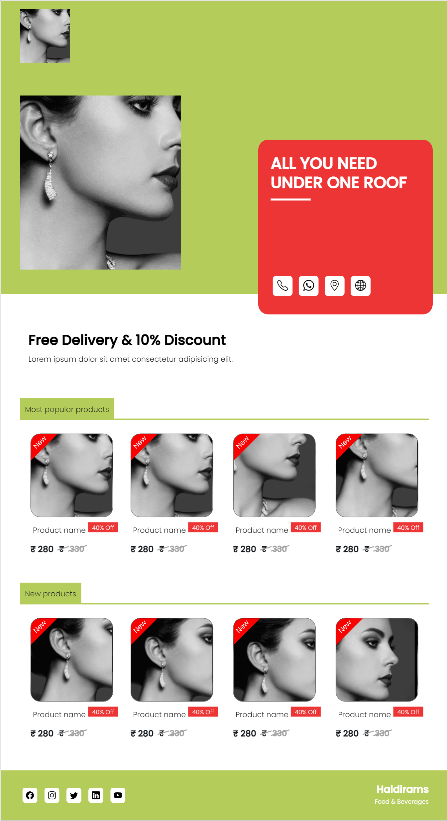 ALL YOU NEED
UNDER ONE ROOF
Free Delivery & 10% Discount
Lorem ipsum dolor sit amet consectetur adipisicing elit.
Most popular products
New
New
New
New
Product name 40% Off
Product name 40% Off
Product name 40% Off
Product name 40% Off
₹ 280 ₹ 330
₹ 280 ₹ 330
₹ 280 ₹ 330
₹ 280 ₹ 330
New products
New
New
New
New
Product name 40% Off
Product name 40% Off
Product name 40% Off
Product name 40% Off
₹ 280 ₹ 330
₹ 280 ₹ 330
₹ 280 ₹ 330
₹ 280 ₹ 330
Haldirams
Food & Beverages